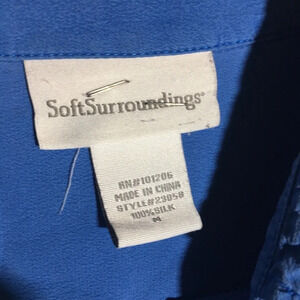 SoftSurroundings®
RN#101206
MADE IN CHINA
STYLE#23058
100%SILK
M